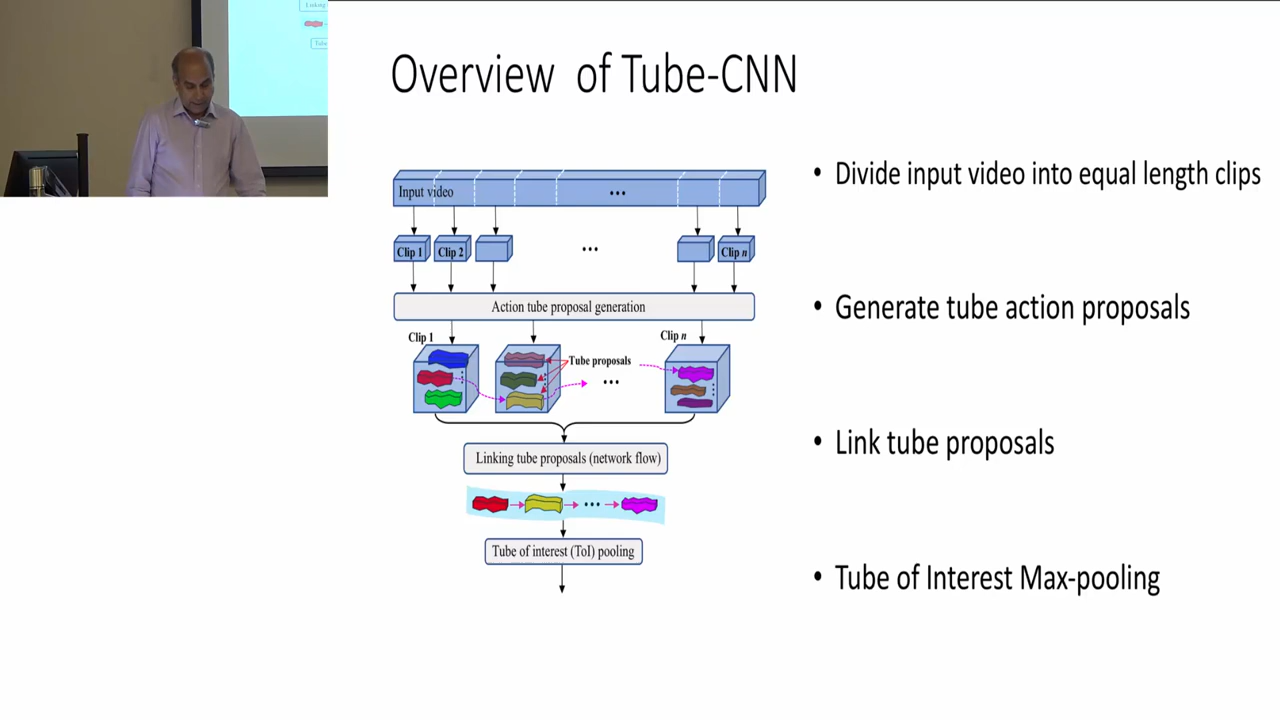 Overview of Tube-CNN
Input video
...
Clip 1 Clip 2 ... Clip n
Action tube proposal generation
Clip 1 Clip n
Tube proposals
...
Linking tube proposals (network flow)
...
Tube of interest (ToI) pooling
• Divide input video into equal length clips
• Generate tube action proposals
• Link tube proposals
• Tube of Interest Max-pooling
Linking
Tube